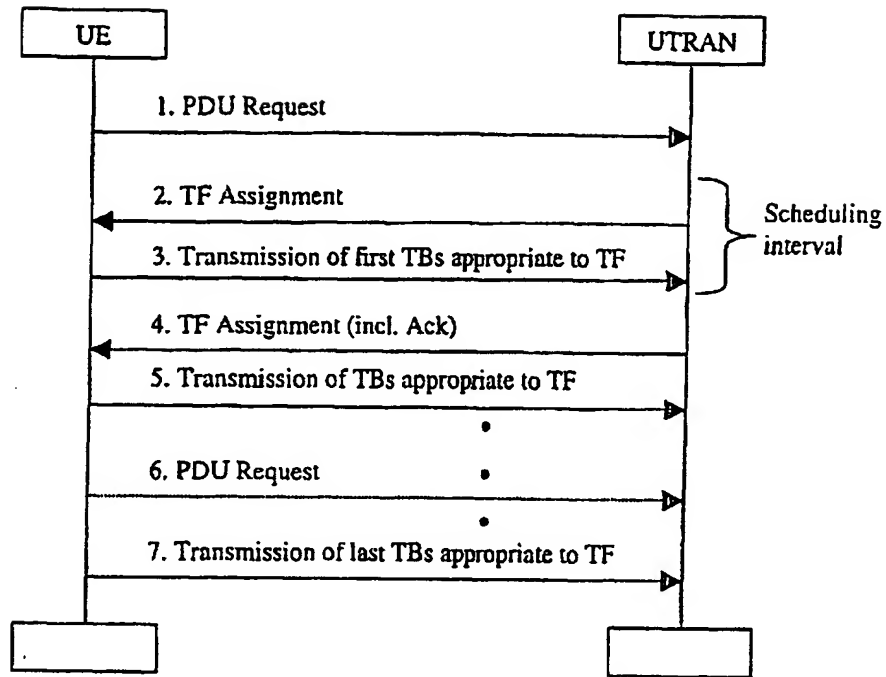 UE
UTRAN
1. PDU Request
2. TF Assignment
Scheduling
interval
3. Transmission of first TBs appropriate to TF
4. TF Assignment (incl. Ack)
5. Transmission of TBs appropriate to TF
6. PDU Request
7. Transmission of last TBs appropriate to TF